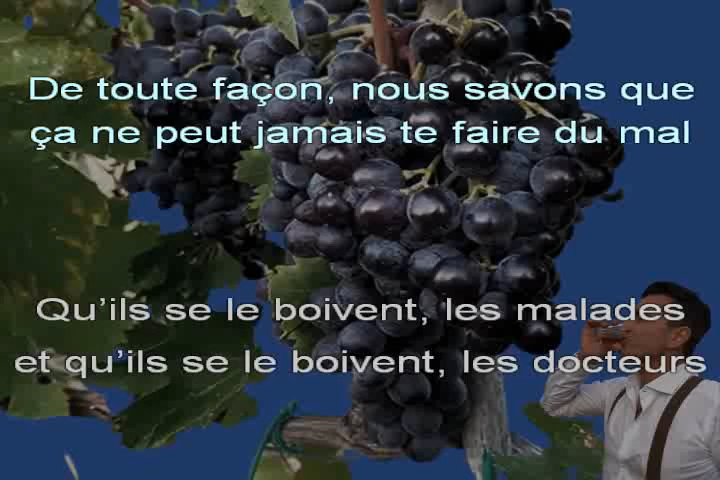 De toute façon, nous savons que
ça ne peut jamais te faire du mal
Qu’ils se le boivent, les malades
et qu’ils se le boivent, les docteurs